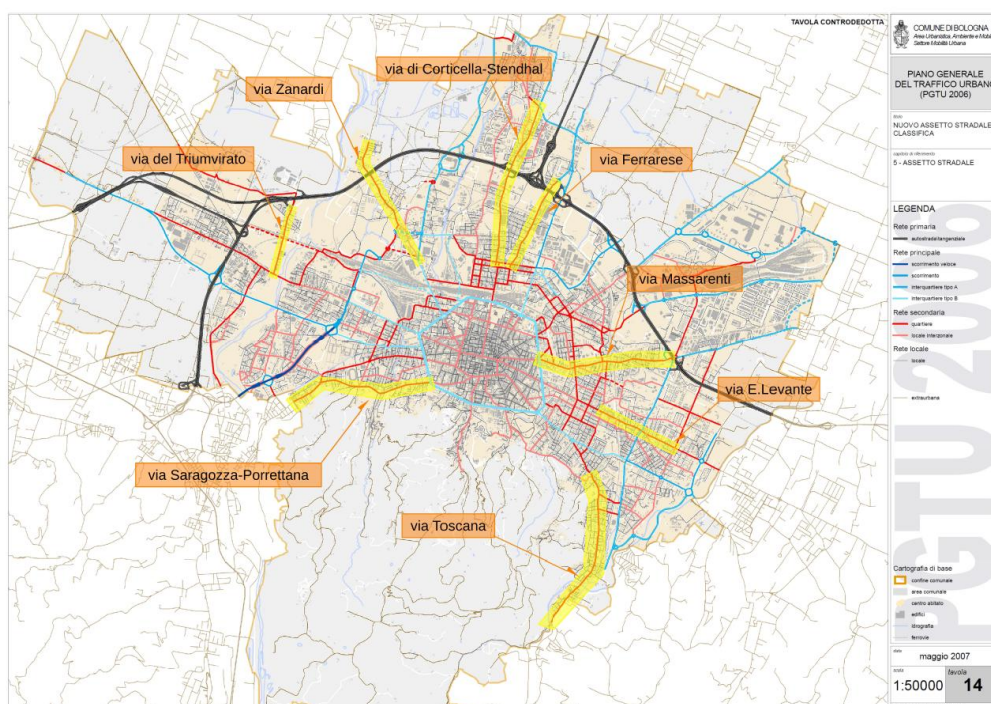 TAVOLA CONTRODEDOTTA
via di Corticella-Stendhal
via Zanardi
via del Triumvirato
via Ferrarese
via Massarenti
via E.Levante
via Saragozza-Porrettana
via Toscana
COMUNE DI BOLOGNA
Area Urbanistica, Ambiente e
Settore Mobilità Urbana
PIANO GENERALE
DEL TRAFFICO URBANO
(PGTU 2006)
NUOVO ASSETTO STRADALE
CLASSIFICA
5 - ASSETTO STRADALE
LEGENDA
Rete primaria
autostrada/tangenziale
Rete principale
scorrimento veloce
scorrimento
interquartiere tipo A
interquartiere tipo B
Rete secondaria
quartiere
locale interzonale
Rete locale
locale
extraurbana
PGTU 2006
Cartografia di base
confine comunale
area comunale
centro abitato
edifici
idrografia
ferrovie
data
maggio 2007
scala
1:50000
tavola
14